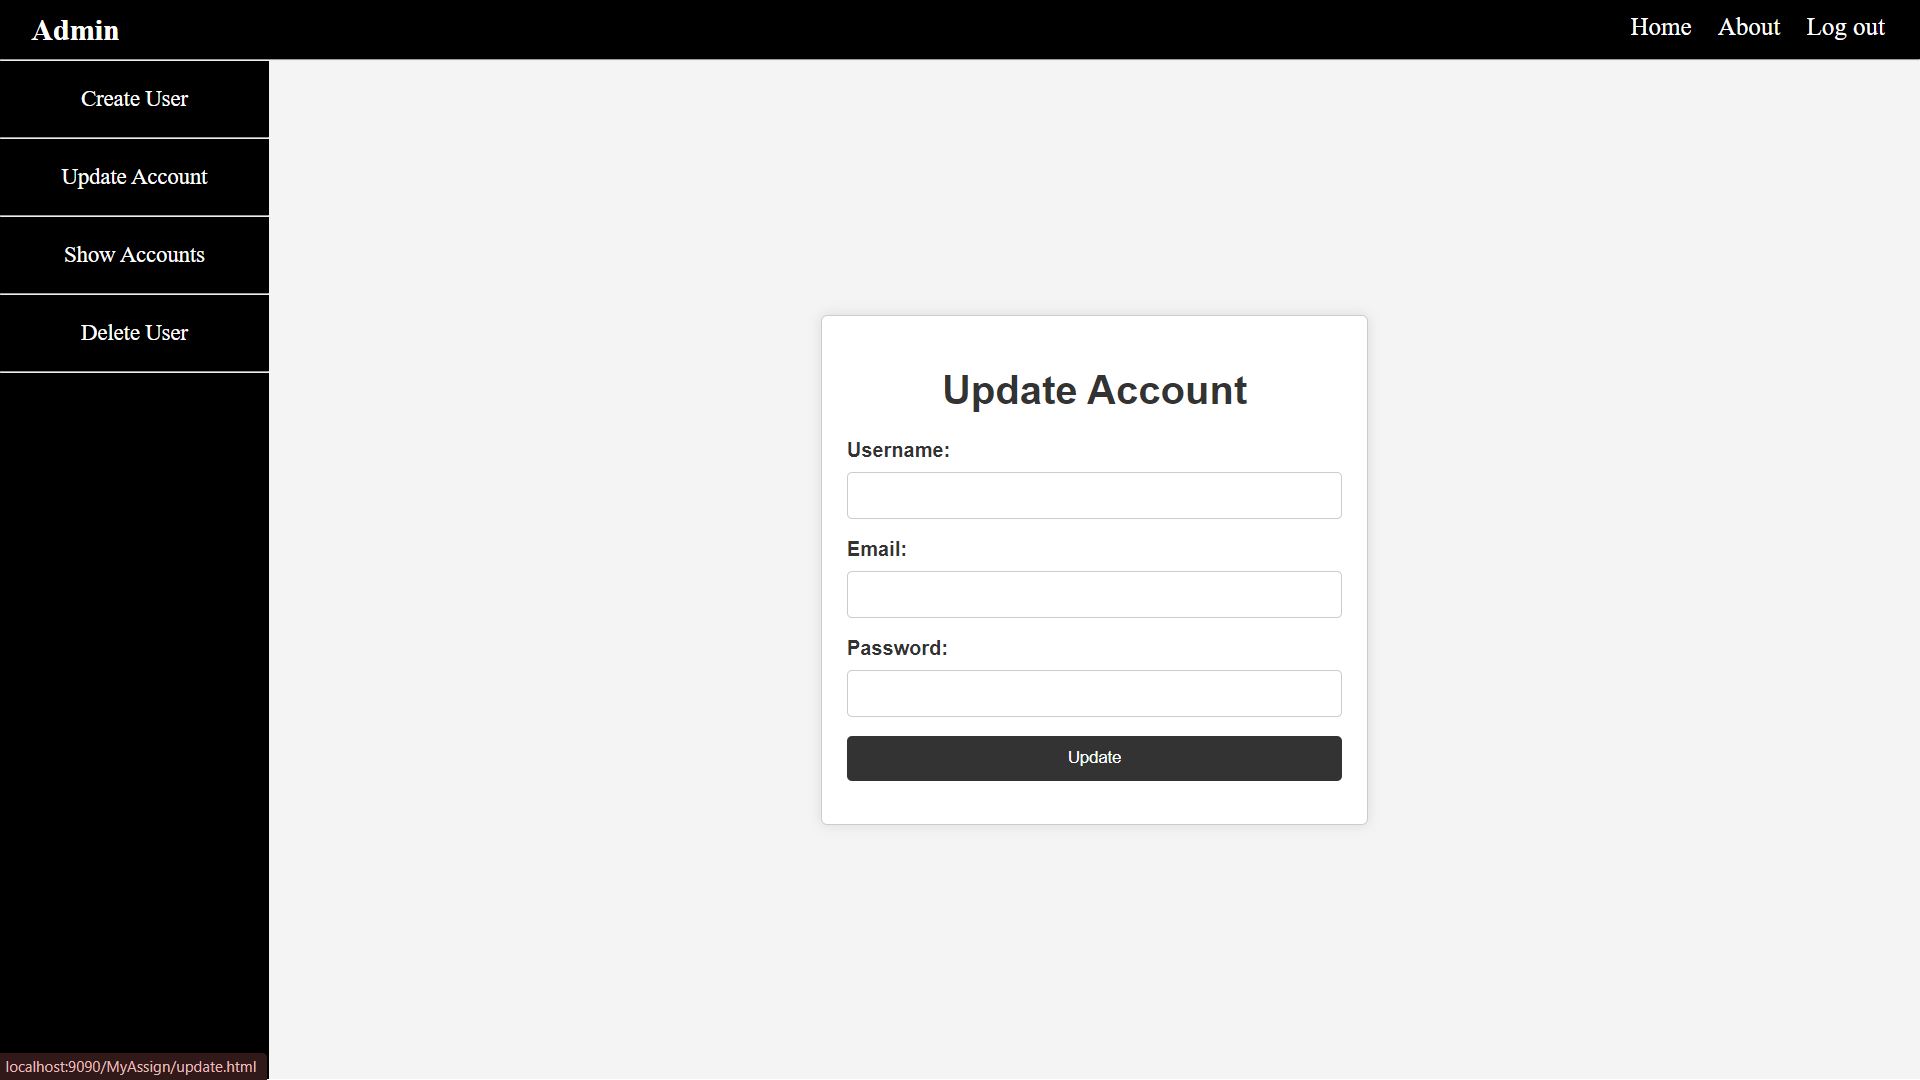 Admin
Home About Log out
Create User
Update Account
Show Accounts
Delete User
Update Account
Username:
Email:
Password:
Update
localhost:9090/MyAssign/update.html